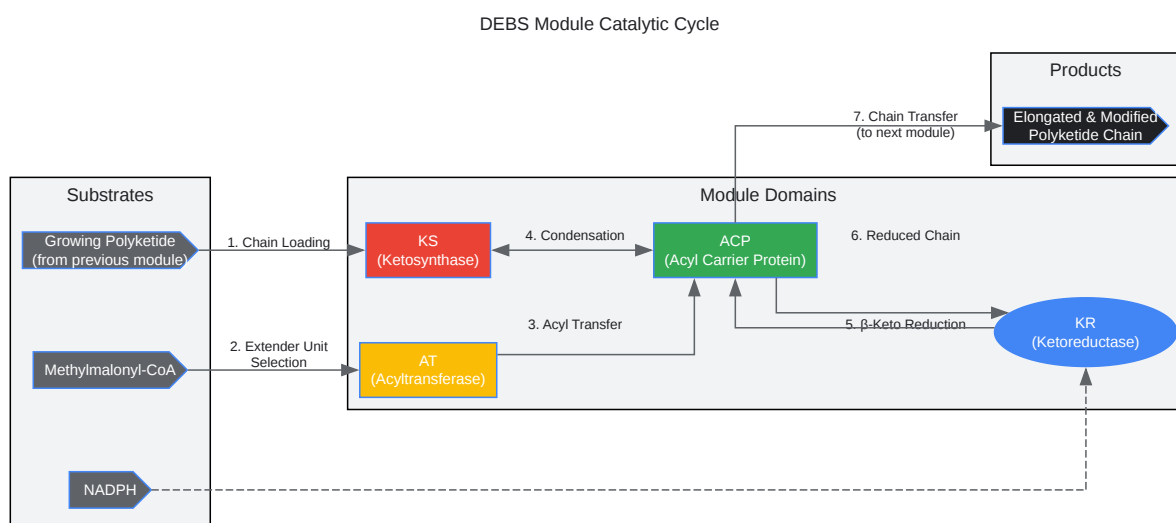 DEBS Module Catalytic Cycle
Products
Elongated & Modified
Polyketide Chain
7. Chain Transfer
(to next module)
Substrates
Module Domains
Growing Polyketide
(from previous module)
1. Chain Loading
KS
(Ketosynthase)
4. Condensation
ACP
(Acyl Carrier Protein)
6. Reduced Chain
3. Acyl Transfer
5. β-Keto Reduction
KR
(Ketoreductase)
Methylmalonyl-CoA
2. Extender Unit
Selection
AT
(Acyltransferase)
NADPH